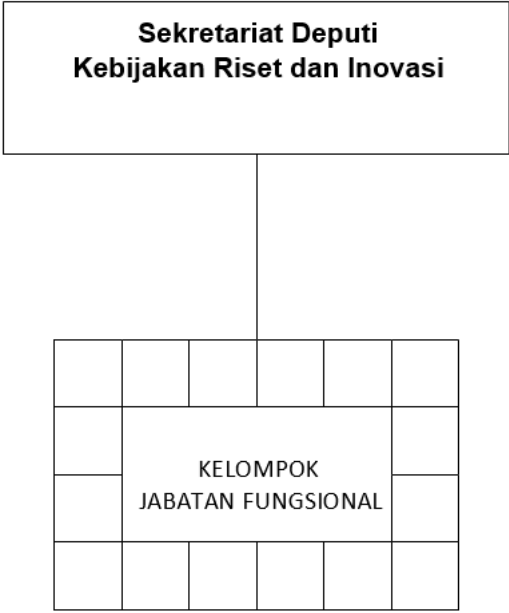 Sekretariat Deputi
Kebijakan Riset dan Inovasi
KELOMPOK
JABATAN FUNGSIONAL